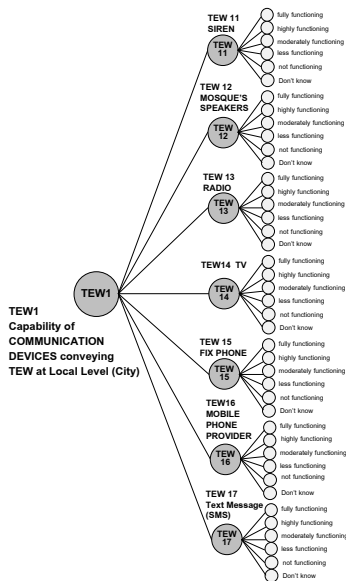 TEW 11
SIREN
TEW
11
fully functioning
highly functioning
moderately functioning
less functioning
not functioning
Don't know
TEW 12
MOSQUE'S
SPEAKERS
TEW
12
fully functioning
highly functioning
moderately functioning
less functioning
not functioning
Don't know
TEW 13
RADIO
TEW
13
fully functioning
highly functioning
moderately functioning
less functioning
not functioning
Don't know
TEW14 TV
TEW
14
fully functioning
highly functioning
moderately functioning
less functioning
not functioning
Don't know
TEW1
TEW1
Capability of
COMMUNICATION
DEVICES conveying
TEW at Local Level (City)
TEW 15
FIX PHONE
TEW
15
fully functioning
highly functioning
moderately functioning
less functioning
not functioning
Don't know
TEW16
MOBILE
PHONE
PROVIDER
TEW
16
fully functioning
highly functioning
moderately functioning
less functioning
not functioning
Don't know
TEW 17
Text Message
(SMS)
TEW
17
fully functioning
highly functioning
moderately functioning
less functioning
not functioning
Don't know